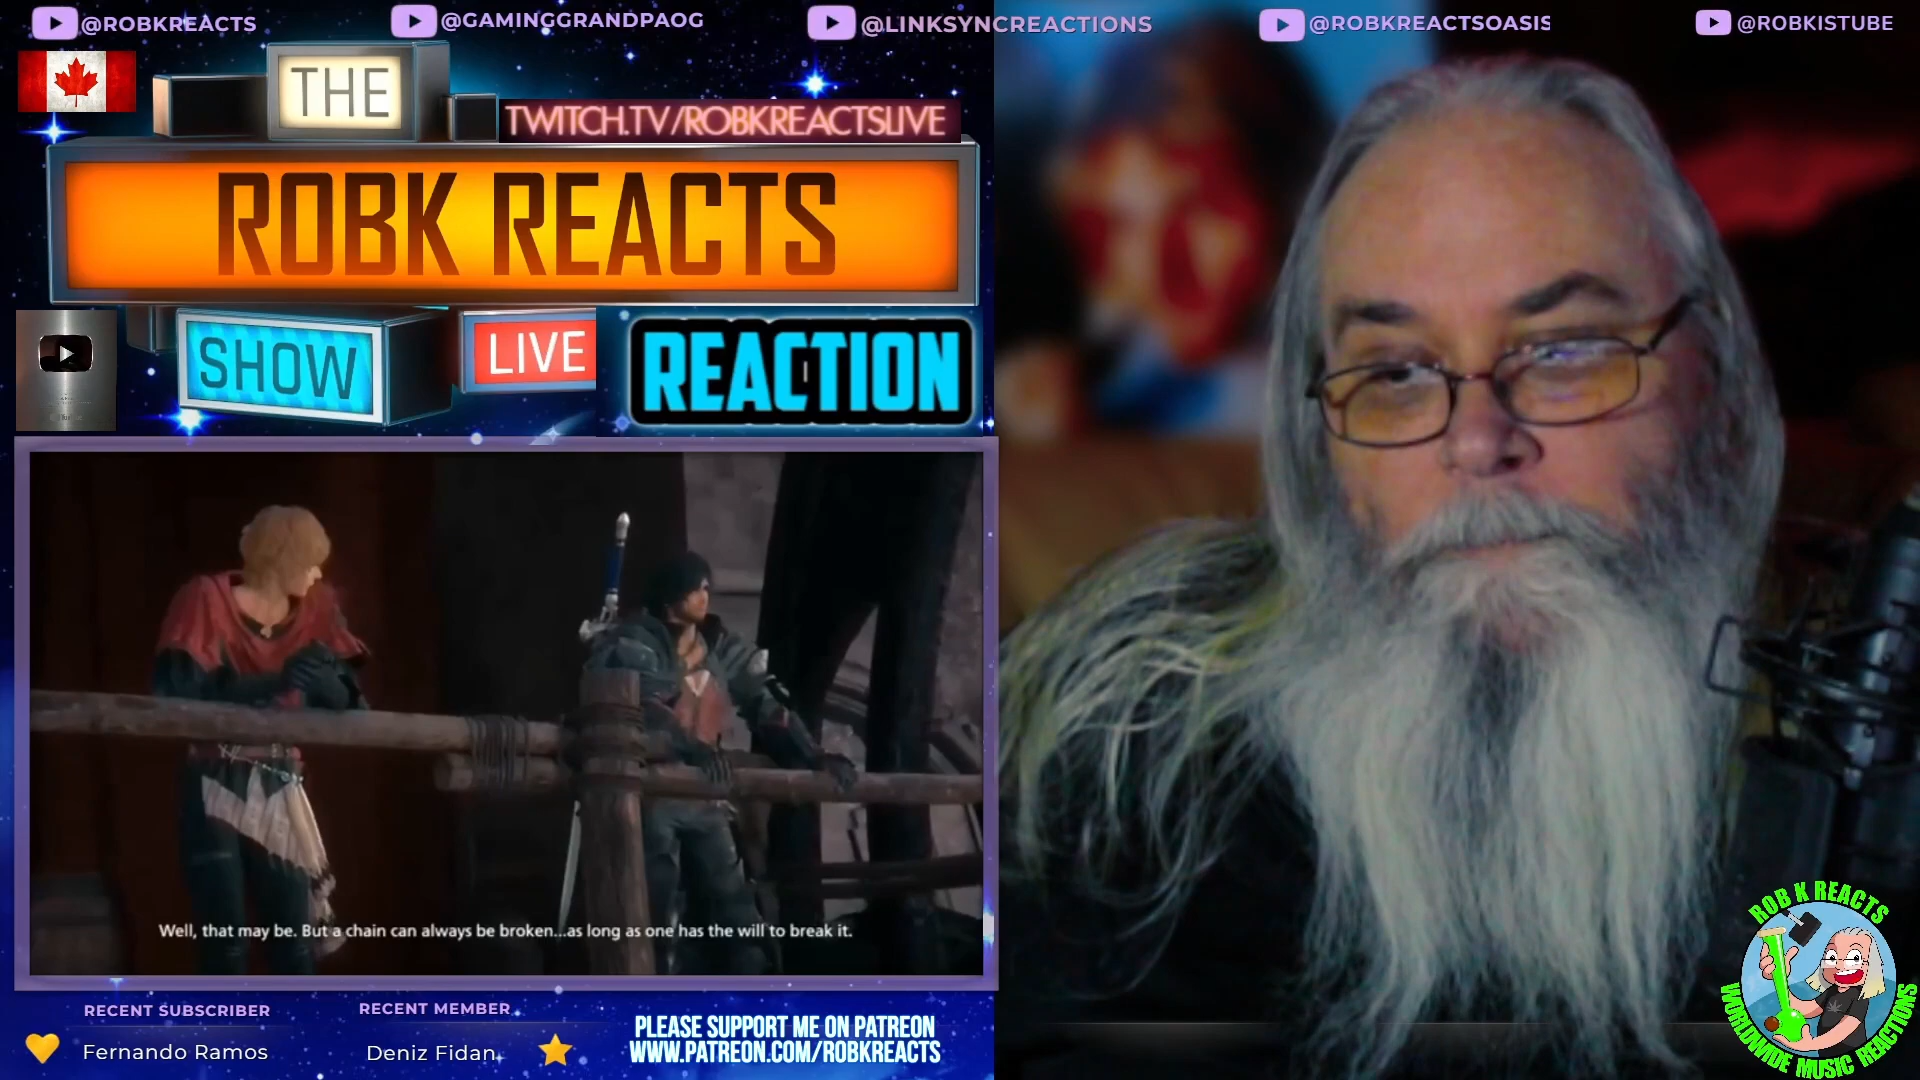 @ROBKREACTS
@GAMINGGRANDPAOG
@LINKSYNCREACTIONS
@ROBKREACTSOASIS
@ROBKISTUBE
THE
TWITCH.TV/ROBKREACTSLIVE
ROBK REACTS
SHOW
LIVE
REACTION
Well, that may be. But a chain can always be broken...as long as one has the will to break it.
RECENT SUBSCRIBER
Fernando Ramos
RECENT MEMBER
Deniz Fidan
PLEASE SUPPORT ME ON PATREON
WWW.PATREON.COM/ROBKREACTS
ROB K REACTS
WORLDWIDE MUSIC REACTIONS